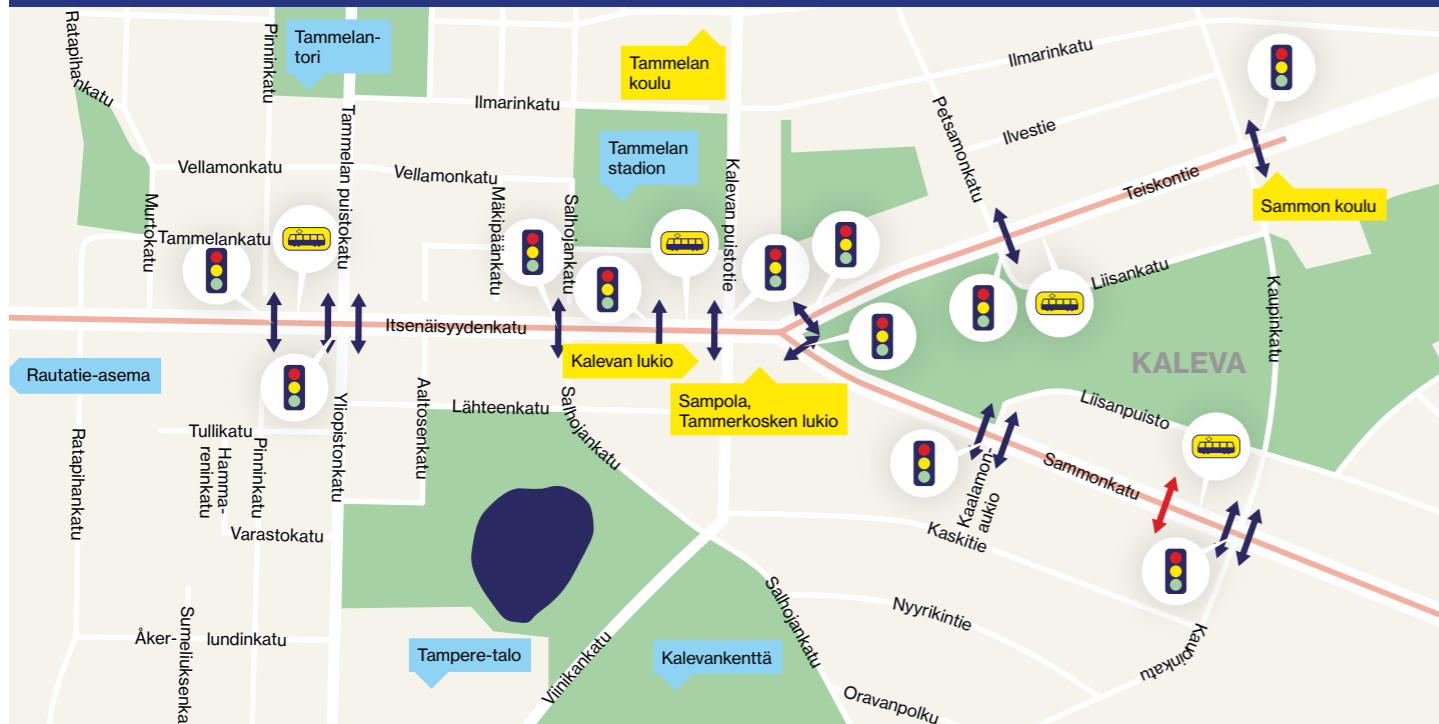 Ratapihankatu
Pinninkatu
Tammelan-
tori
Tammelan
koulu
Ilmarinkatu
Ilmarinkatu
Petsamonkatu
Ilvestie
Tammelan puistokatu
Tammelan
stadion
Kalevan puistotie
Vellamonkatu
Vellamonkatu
Murtokatu
Mäkipäänkatu
Salhojankatu
Teiskontie
Sammon koulu
Tammelankatu
Liisankatu
Kaupinkatu
Itsenäisyydenkatu
Kalevan lukio
KALEVA
Rautatie-asema
Sampola,
Tammerkosken lukio
Aaltosenkatu
Lähteenkatu
Salhojankatu
Liisanpuisto
Yliopistonkatu
Ratapihankatu
Tullikatu
Hamma-
reninkatu
Pinninkatu
Sammonkatu
Kaalamon-
aukio
Varastokatu
Kaskitie
Salhojankatu
Nyyrikintie
Åker-
lundinkatu
Sumeliuksenka
Tampere-talo
Viinikankatu
Kalevankenttä
Kaupinkatu
Oravanpolku